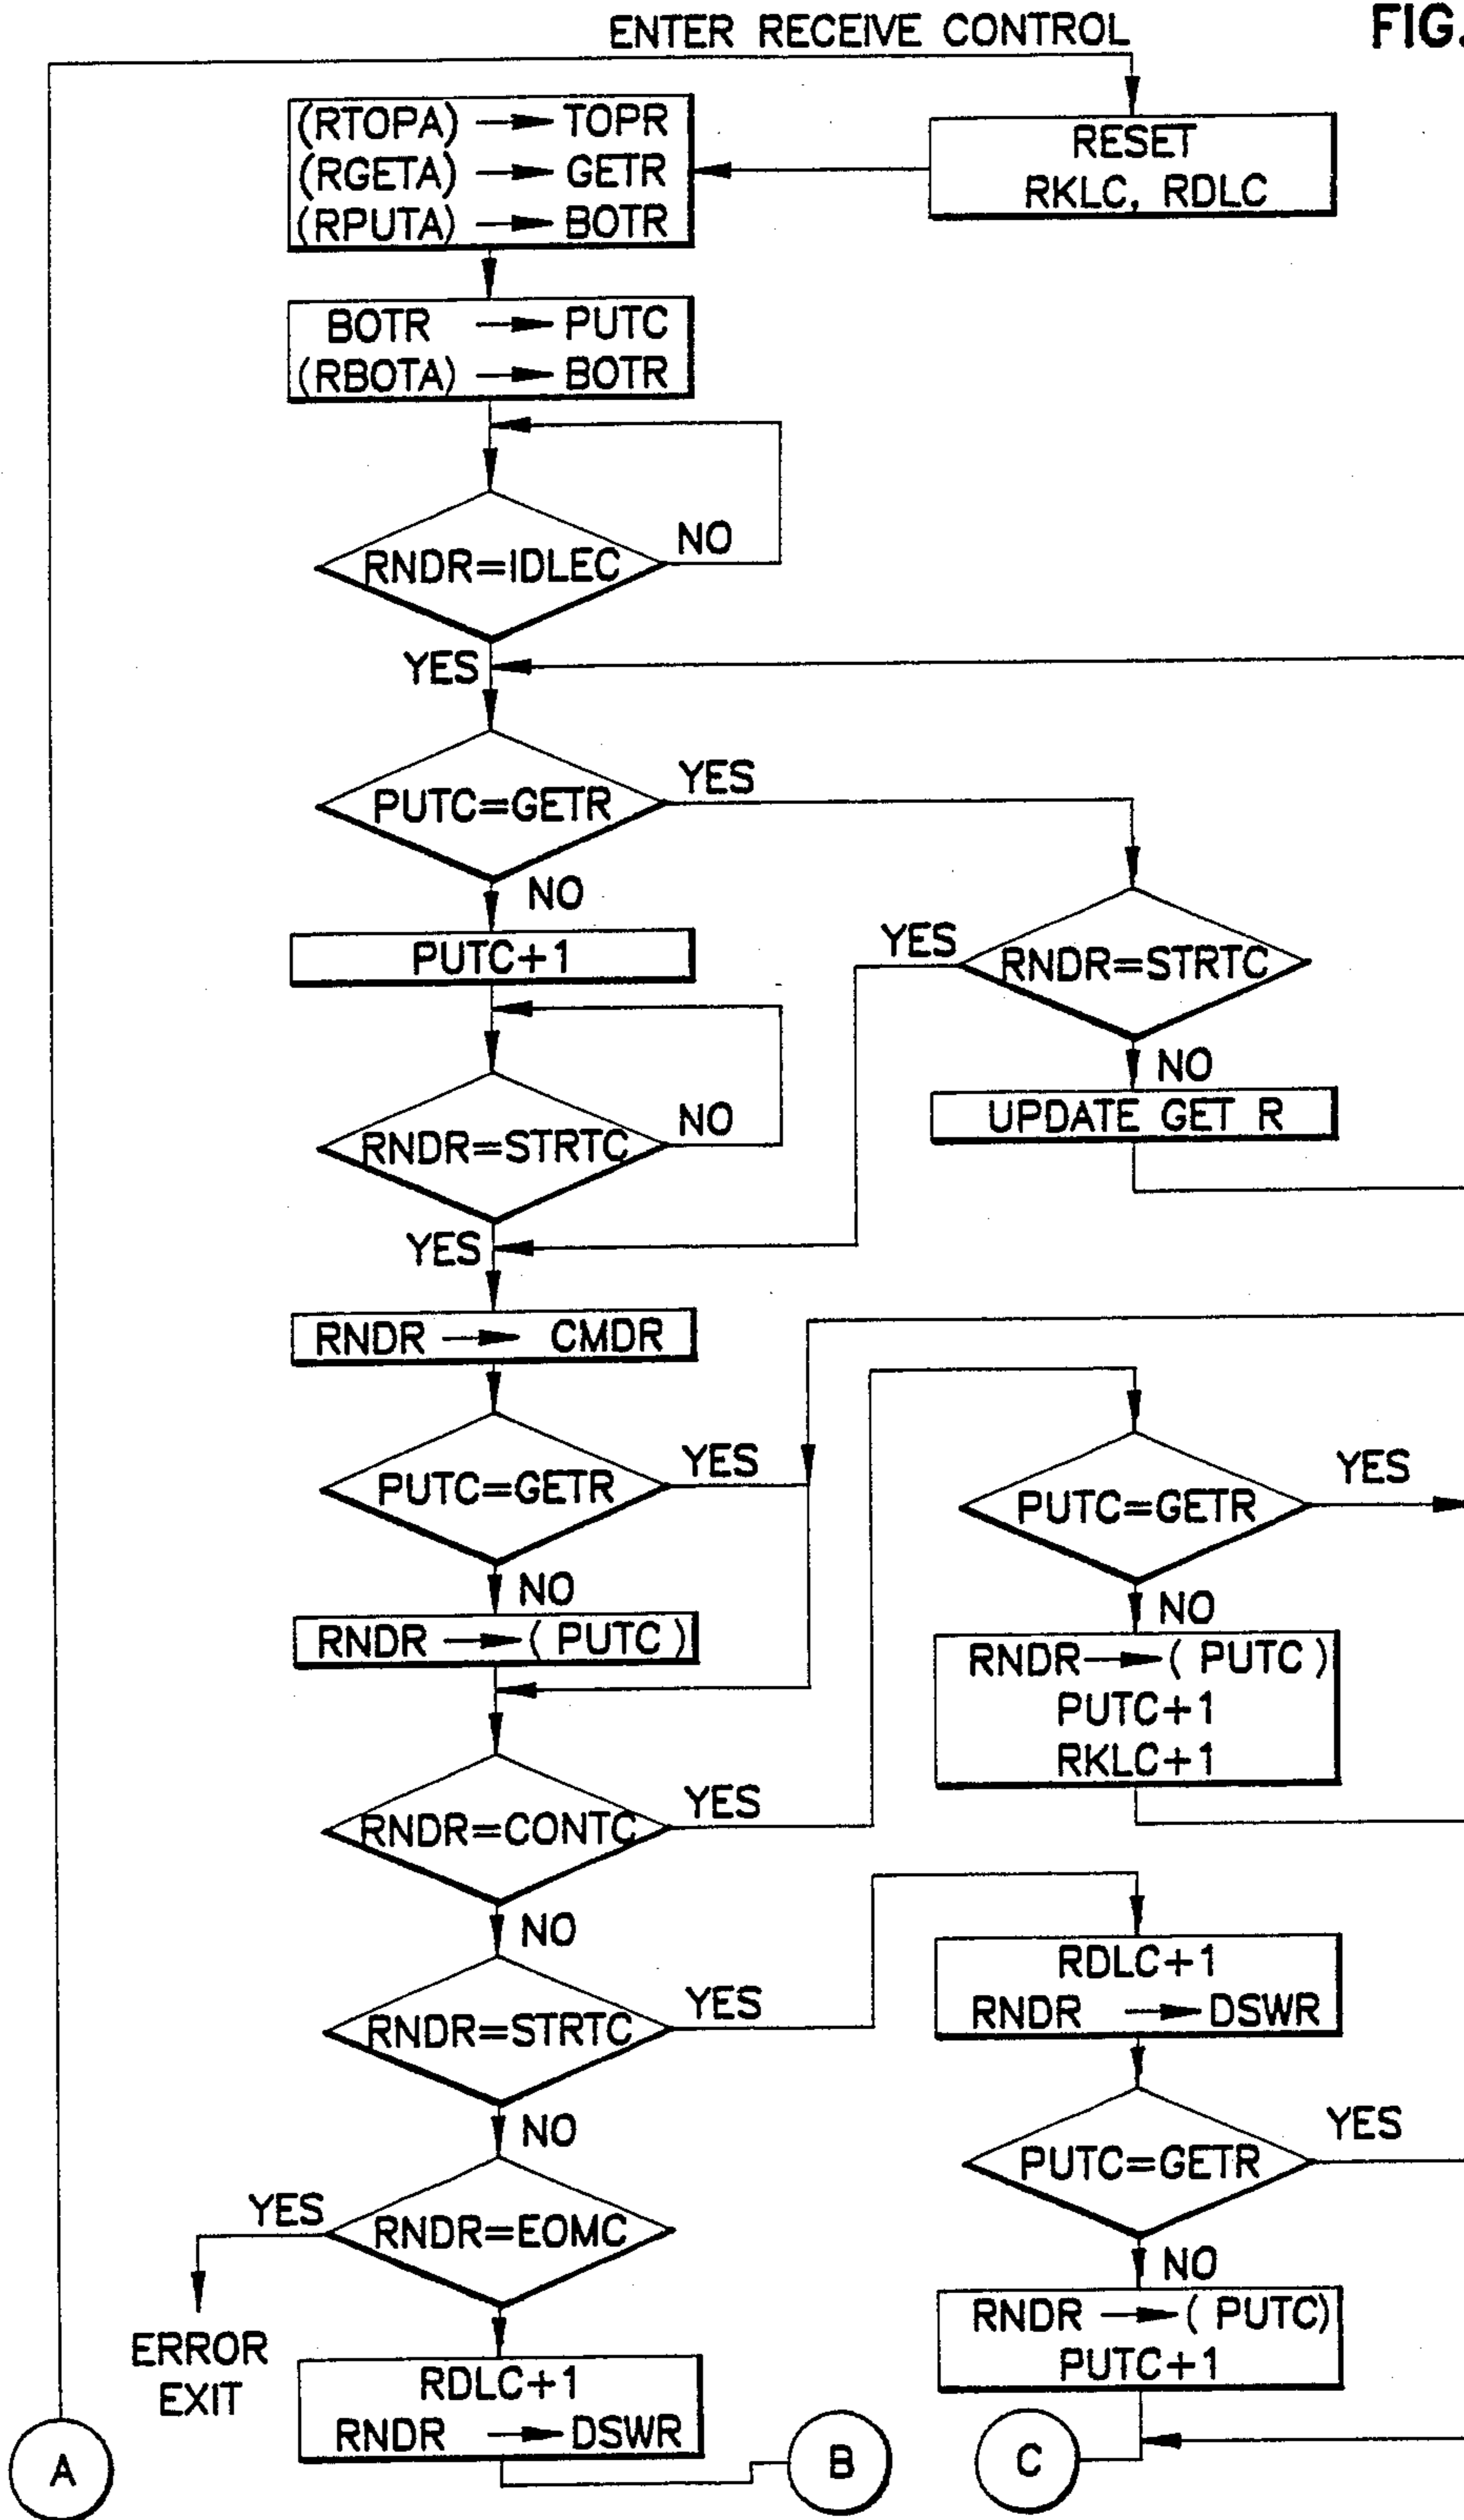 ENTER RECEIVE CONTROL
FIG.
(RTOPA) → TOPR
(RGETA) → GETR
(RPUTA) → BOTR
RESET
RKLC, RDLC
BOTR → PUTC
(RBOTA) → BOTR
RNDR=IDLEC
NO
YES
PUTC=GETR
YES
NO
PUTC+1
YES
RNDR=STRTC
NO
UPDATE GET R
RNDR=STRTC
NO
YES
RNDR → CMDR
PUTC=GETR
YES
NO
RNDR → ( PUTC )
PUTC=GETR
YES
NO
RNDR → ( PUTC )
PUTC+1
RKLC+1
RNDR=CONTC
YES
NO
RNDR=STRTC
YES
NO
RDLC+1
RNDR → DSWR
PUTC=GETR
YES
NO
RNDR → ( PUTC)
PUTC+1
YES
RNDR=EOMC
ERROR
EXIT
RDLC+1
RNDR → DSWR
A
B
C